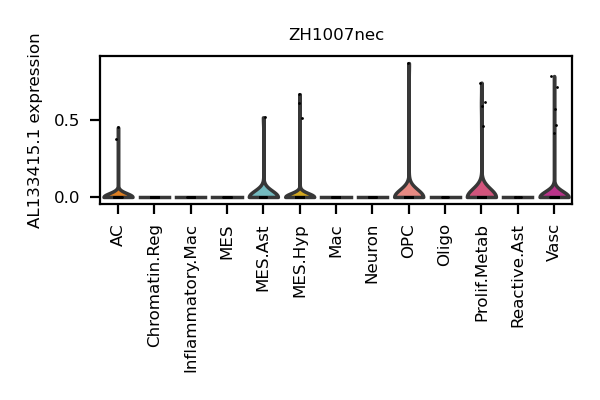 ZH1007nec
AL133415.1 expression
0.5
0.0
AC
Chromatin.Reg
Inflammatory.Mac
MES
MES.Ast
MES.Hyp
Mac
Neuron
OPC
Oligo
Prolif.Metab
Reactive.Ast
Vasc